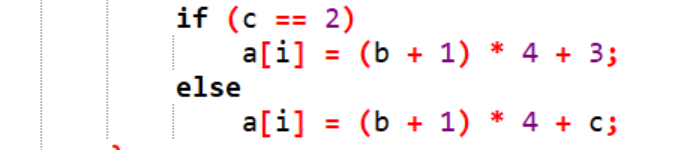 if (c == 2)
a[i] = (b + 1) * 4 + 3;
else
a[i] = (b + 1) * 4 + c;